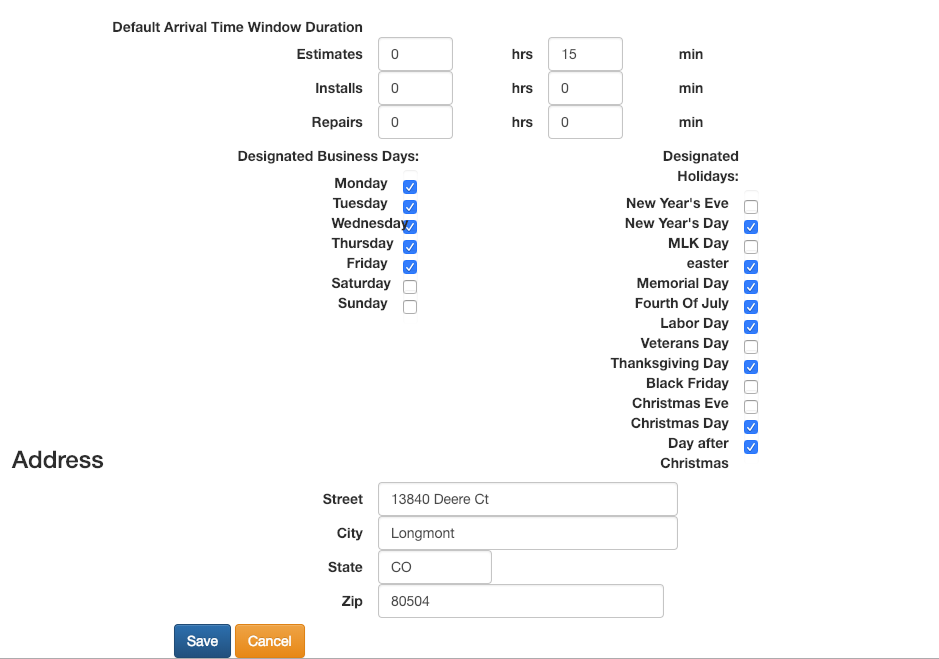 Default Arrival Time Window Duration
Estimates 0 hrs 15 min
Installs 0 hrs 0 min
Repairs 0 hrs 0 min
Designated Business Days:
Monday
Tuesday
Wednesday
Thursday
Friday
Saturday
Sunday
Designated
Holidays:
New Year's Eve
New Year's Day
MLK Day
easter
Memorial Day
Fourth Of July
Labor Day
Veterans Day
Thanksgiving Day
Black Friday
Christmas Eve
Christmas Day
Day after
Christmas
Address
Street 13840 Deere Ct
City Longmont
State CO
Zip 80504
Save Cancel